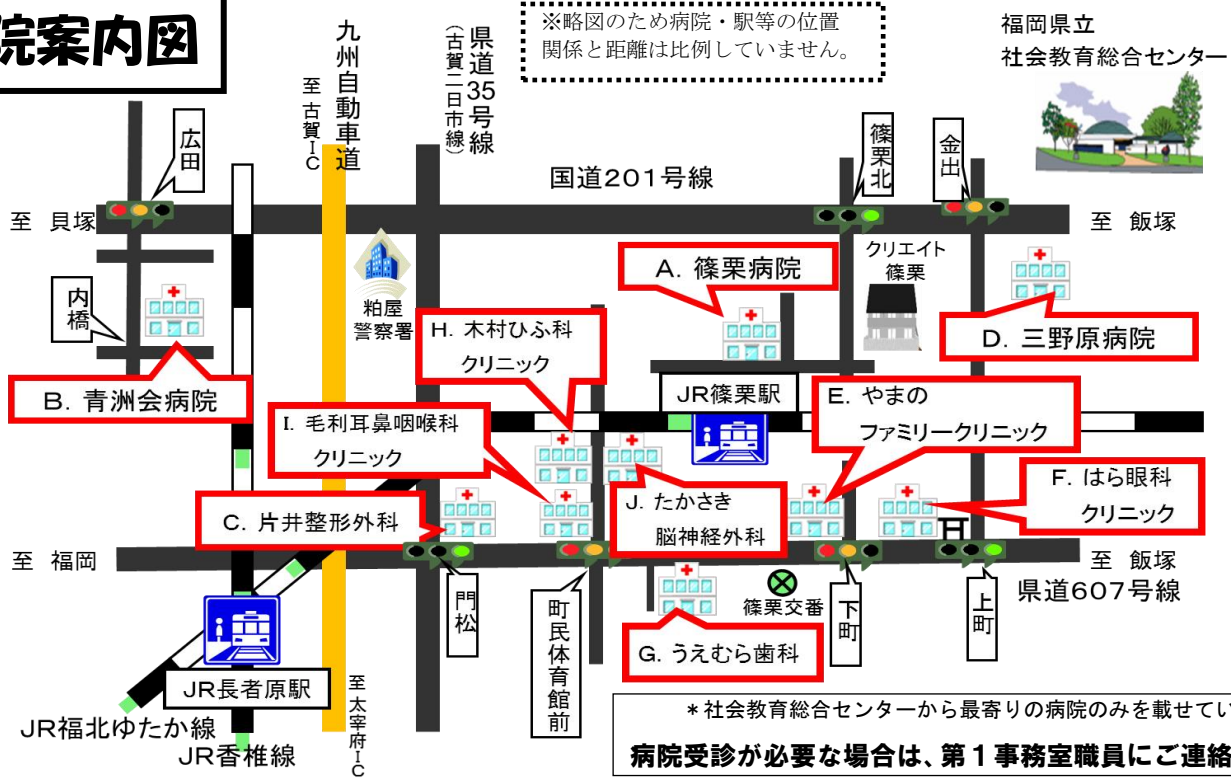 院案内図
※略図のため病院・駅等の位置
関係と距離は比例していません。
福岡県立
社会教育総合センター
九州自動車道
至 古賀IC
県道35号線
(古賀二日市線)
広田
篠栗北
金出
国道201号線
至 貝塚
至 飯塚
内橋
粕屋
警察署
A. 篠栗病院
クリエイト
篠栗
D. 三野原病院
B. 青洲会病院
H. 木村ひふ科
クリニック
JR篠栗駅
E. やまの
ファミリークリニック
I. 毛利耳鼻咽喉科
クリニック
F. はら眼科
クリニック
J. たかさき
脳神経外科
C. 片井整形外科
至 福岡
至 飯塚
県道607号線
門松
町民体育館前
篠栗交番
下町
上町
G. うえむら歯科
JR長者原駅
至 太宰府IC
JR福北ゆたか線
JR香椎線
*社会教育総合センターから最寄りの病院のみを載せてい
病院受診が必要な場合は、第1事務室職員にご連絡